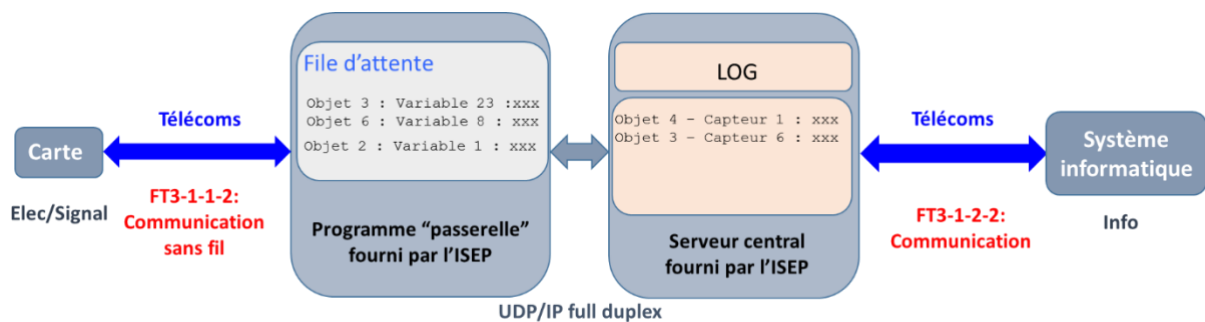 Carte
Elec/Signal
Télécoms
FT3-1-1-2:
Communication
sans fil
File d'attente
Objet 3 : Variable 23 :xxx
Objet 6 : Variable 8 : xxx
Objet 2 : Variable 1 : xxx
Programme “passerelle”
fourni par l'ISEP
UDP/IP full duplex
LOG
Objet 4 – Capteur 1 : xxx
Objet 3 – Capteur 6 : xxx
Serveur central
fourni par l'ISEP
Télécoms
FT3-1-2-2:
Communication
Système
informatique
Info